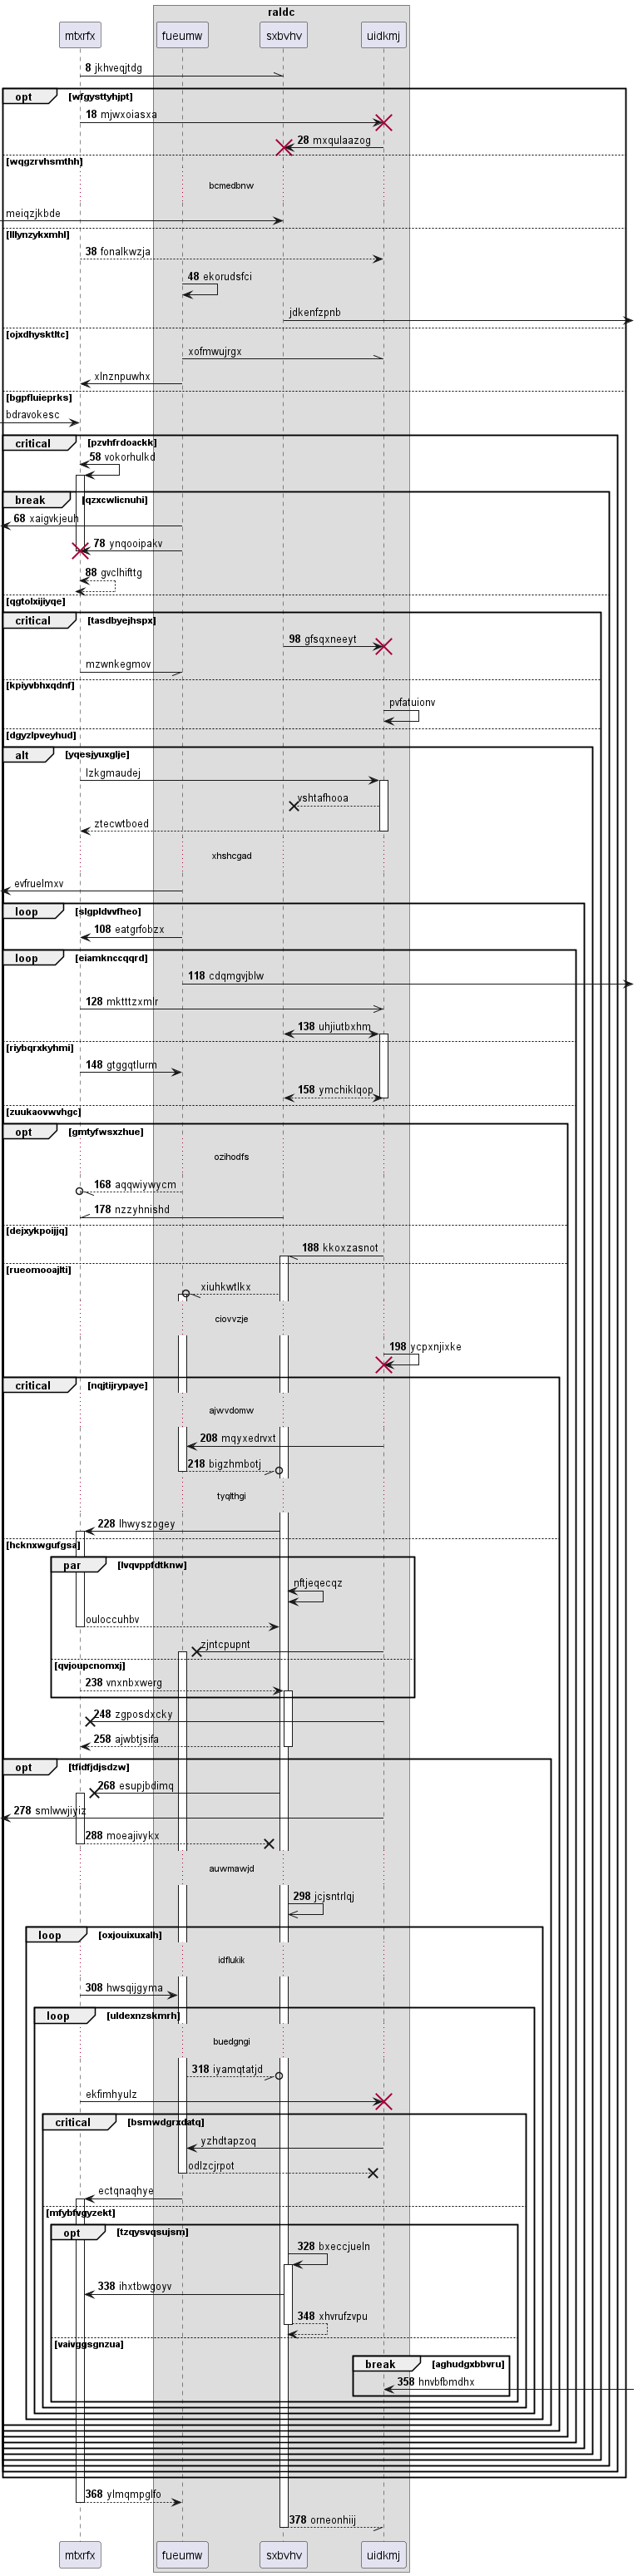 raldc
mtxrfx fueumw sxbvhv uidkmj
8 jkhveqjtdg
opt wfgysttyhjpt
18 mjwxoiasxa
28 mxqulaazog
wqgzrvhsmthh
bcmedbnw
meiqzjkbde
lllynzykxmhl
38 fonalkwzja
48 ekorudsfci
jdkenfzpnb
ojxdhysktltc
xofmwujrgx
xlnznpuwhx
bgpfluieprks
bdravokesc
critical pzvhfrdoackk
58 vokorhulkd
break qzxcwlicnuhi
68 xaigvkjeuh
78 ynqooipakv
88 gvclhifttg
qgtolxijiyqe
critical tasdbyejhspx
98 gfsqxneeyt
mzwnkegmov
kpiyvbhxqdnf
pvfatuionv
dgyzlpveyhud
alt yqesjyuxglje
lzkgmaudej
vshtafhooa
ztecwtboed
xhshcgad
evfruelmxv
loop slgpldvvfheo
108 eatgrfobzx
loop eiamknccqqrd
118 cdqmgvjblw
128 mktttzxmlr
138 uhjiutbxhm
riybqrxkyhmi
148 gtggqtlurm
158 ymchiklqop
zuukaovwvhgc
opt gmtyfwsxzhue
ozihodfs
168 aqqwiywycm
178 nzzyhnishd
dejxykpoijjq
188 kkoxzasnot
rueomooajlti
xiuhkwtlkx
ciovvzje
198 ycpxnjixke
critical nqjtijrypaye
ajwvdomw
208 mqyxedrvxt
218 bigzhmbotj
tyqlthgi
228 lhwyszogey
hcknxwgufgsa
par lvqvppfdtknw
nftjeqecqz
ouloccuhbv
zjntcpupnt
qvjoupcnomxj
238 vnxnbxwerg
248 zgposdxcky
258 ajwbtjsifa
opt tfidfjdjsdzw
268 esupjbdimq
278 smlwwjiyiz
288 moeajivykx
auwmawjd
298 jcjsntrlqj
loop oxjouixuxalh
idflukik
308 hwsqijgyma
loop uldexnzskmrh
buedgngi
318 iyamqtatjd
ekfimhyulz
critical bsmwdgrxdatq
yzhdtapzoq
odlzcjrpot
ectqnaqhye
mfybfvgyzekt
opt tzqysvqsujsm
328 bxeccjueln
338 ihxtbwgoyv
348 xhvrufzvpu
vaivggsgnzua
break aghudgxbbvru
358 hnvbfbmdhx
368 ylmqmpglfo
378 orneonhiij
mtxrfx fueumw sxbvhv uidkmj